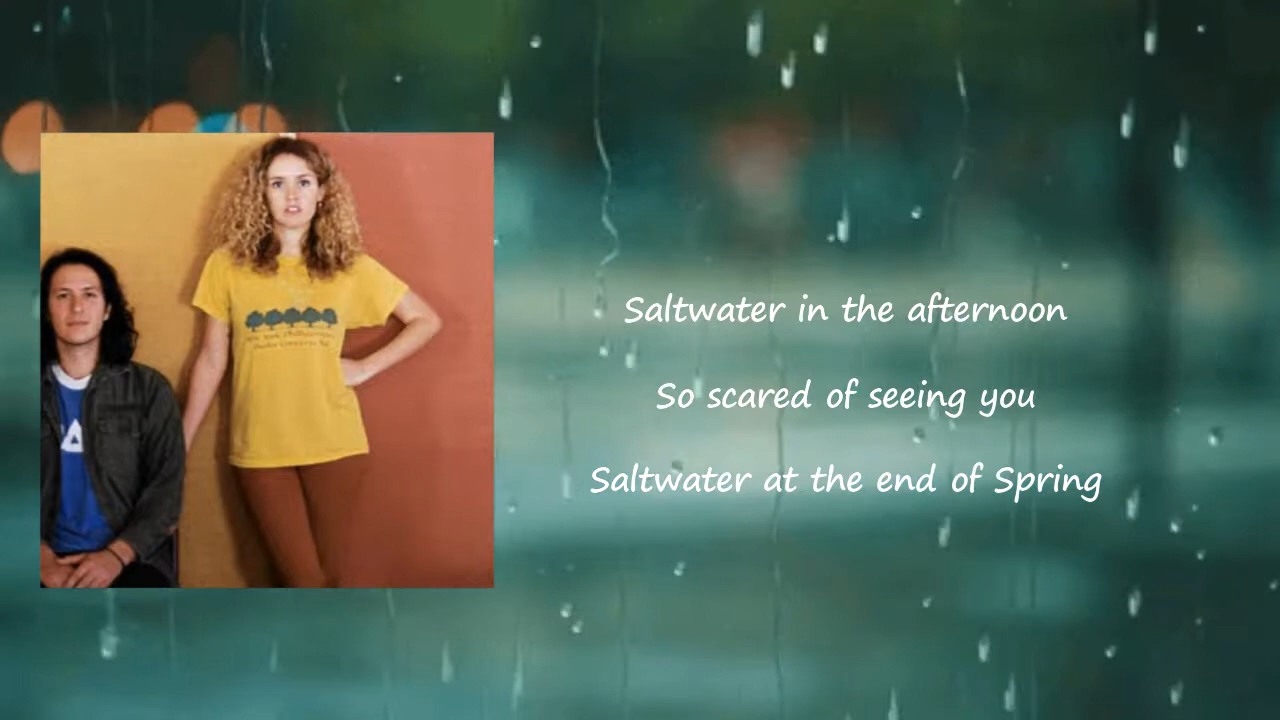 Saltwater in the afternoon
So scared of seeing you
Saltwater at the end of Spring